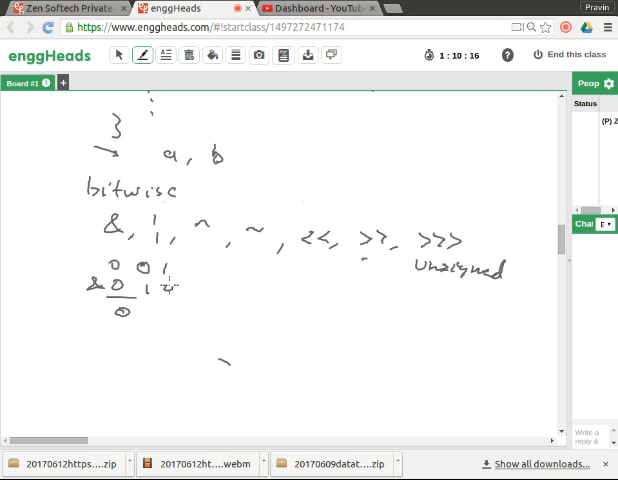 Zen Softech Private
enggHeads
Dashboard - YouTube
Pravin
https://www.enggheads.com/#!startclass/1497272471174
enggHeads
PDF
1 : 10 : 16
?
End this class
Board #1
+
Peop
Status
(P) Z
}
a, b
bitwise
&, |, ^, ~, <<, >>, >>>
Unsigned
0 0 1
& 0 1
0
Chat
Write a
reply &
20170612https....zip
20170612ht....webm
20170609datat....zip
Show all downloads...